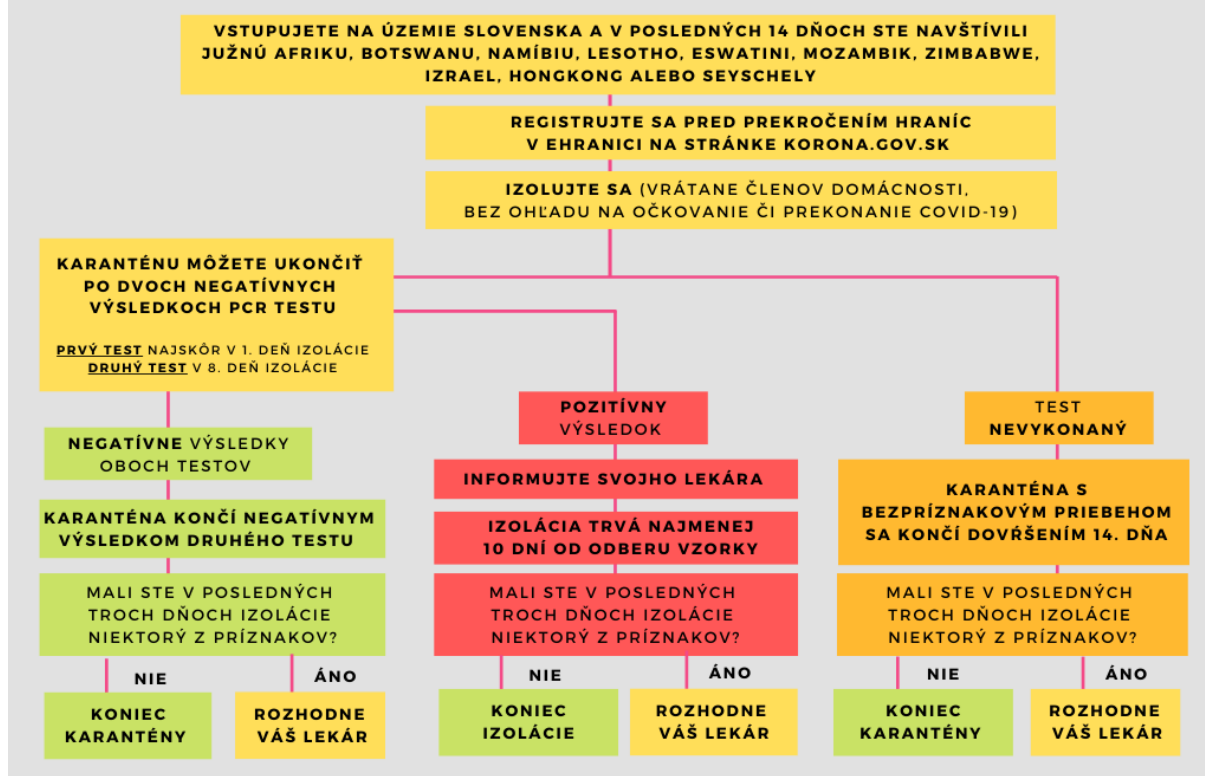 VSTUPUJETE NA ÚZEMIE SLOVENSKA A V POSLEDNÝCH 14 DŇOCH STE NAVŠTÍVILI
JUŽNÚ AFRIKU, BOTSWANU, NAMÍBIU, LESOTHO, ESWATINI, MOZAMBIK, ZIMBABWE,
IZRAEL, HONGKONG ALEBO SEYSCHELY
REGISTRUJTE SA PRED PREKROČENÍM HRANÍC
V EHRANICI NA STRÁNKE KORONA.GOV.SK
IZOLUJTE SA (VRÁTANE ČLENOV DOMÁCNOSTI,
BEZ OHĽADU NA OČKOVANIE ČI PREKONANIE COVID-19)
KARANTÉNU MÔŽETE UKONČIŤ
PO DVOCH NEGATÍVNYCH
VÝSLEDKOCH PCR TESTU
PRVÝ TEST NAJSKÔR V 1. DEŇ IZOLÁCIE
DRUHÝ TEST V 8. DEŇ IZOLÁCIE
NEGATÍVNE VÝSLEDKY
OBOCH TESTOV
KARANTÉNA KONČÍ NEGATÍVNYM
VÝSLEDKOM DRUHÉHO TESTU
MALI STE V POSLEDNÝCH
TROCH DŇOCH IZOLÁCIE
NIEKTORÝ Z PRÍZNAKOV?
NIE
ÁNO
KONIEC
KARANTÉNY
ROZHODNE
VÁŠ LEKÁR
POZITÍVNY
VÝSLEDOK
INFORMUJTE SVOJHO LEKÁRA
IZOLÁCIA TRVÁ NAJMENEJ
10 DNÍ OD ODBERU VZORKY
MALI STE V POSLEDNÝCH
TROCH DŇOCH IZOLÁCIE
NIEKTORÝ Z PRÍZNAKOV?
NIE
ÁNO
KONIEC
IZOLÁCIE
ROZHODNE
VÁŠ LEKÁR
TEST
NEVYKONANÝ
KARANTÉNA S
BEZPRÍZNAKOVÝM PRIEBEHOM
SA KONČÍ DOVŔŠENÍM 14. DŇA
MALI STE V POSLEDNÝCH
TROCH DŇOCH IZOLÁCIE
NIEKTORÝ Z PRÍZNAKOV?
NIE
ÁNO
KONIEC
KARANTÉNY
ROZHODNE
VÁŠ LEKÁR